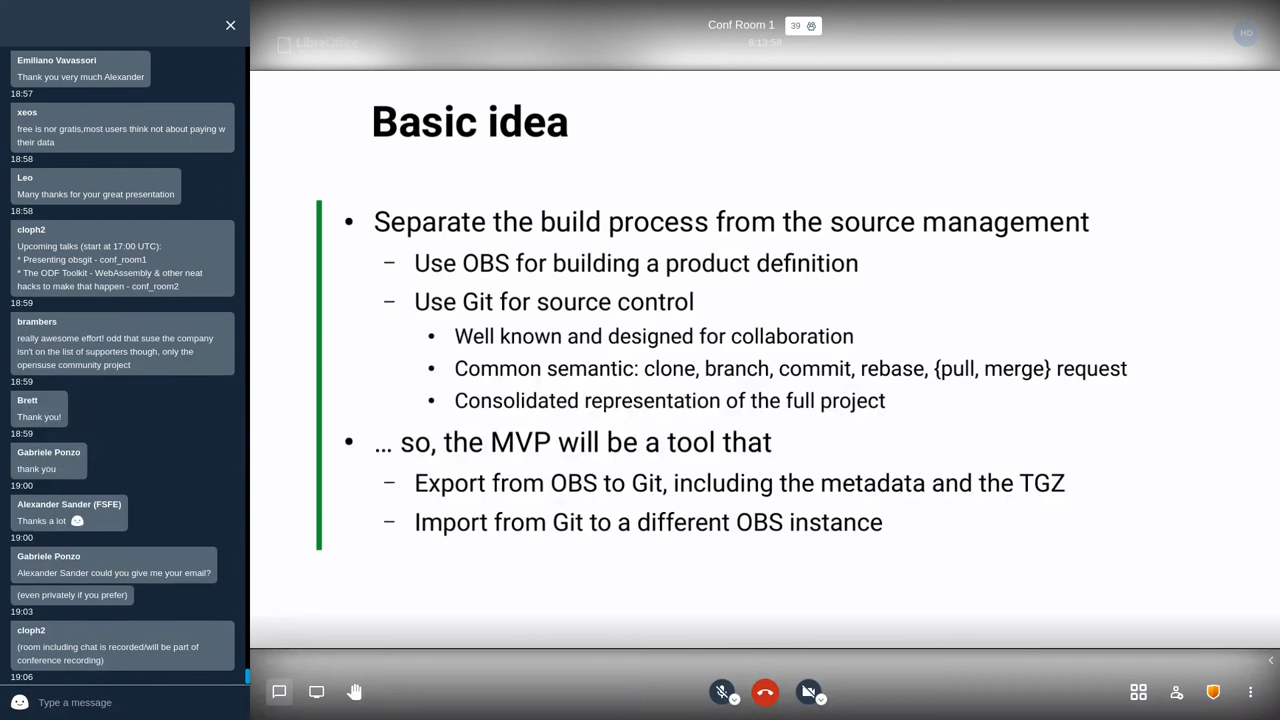 Emiliano Vavassori
Thank you very much Alexander
18:57
xeos
free is nor gratis,most users think not about paying w
their data
18:58
Leo
Many thanks for your great presentation
18:58
cloph2
Upcoming talks (start at 17:00 UTC):
* Presenting obsgit - conf_room1
* The ODF Toolkit - WebAssembly & other neat
hacks to make that happen - conf_room2
18:59
brambers
really awesome effort! odd that suse the company
isn't on the list of supporters though, only the
opensuse community project
18:59
Brett
Thank you!
18:59
Gabriele Ponzo
thank you
19:00
Alexander Sander (FSFE)
Thanks a lot
19:00
Gabriele Ponzo
Alexander Sander could you give me your email?
(even privately if you prefer)
19:03
cloph2
(room including chat is recorded/will be part of
conference recording)
19:06
Type a message
Conf Room 1 39
8:13:58
LibreOffice
HD
Basic idea
• Separate the build process from the source management
– Use OBS for building a product definition
– Use Git for source control
• Well known and designed for collaboration
• Common semantic: clone, branch, commit, rebase, {pull, merge} request
• Consolidated representation of the full project
• ... so, the MVP will be a tool that
– Export from OBS to Git, including the metadata and the TGZ
– Import from Git to a different OBS instance